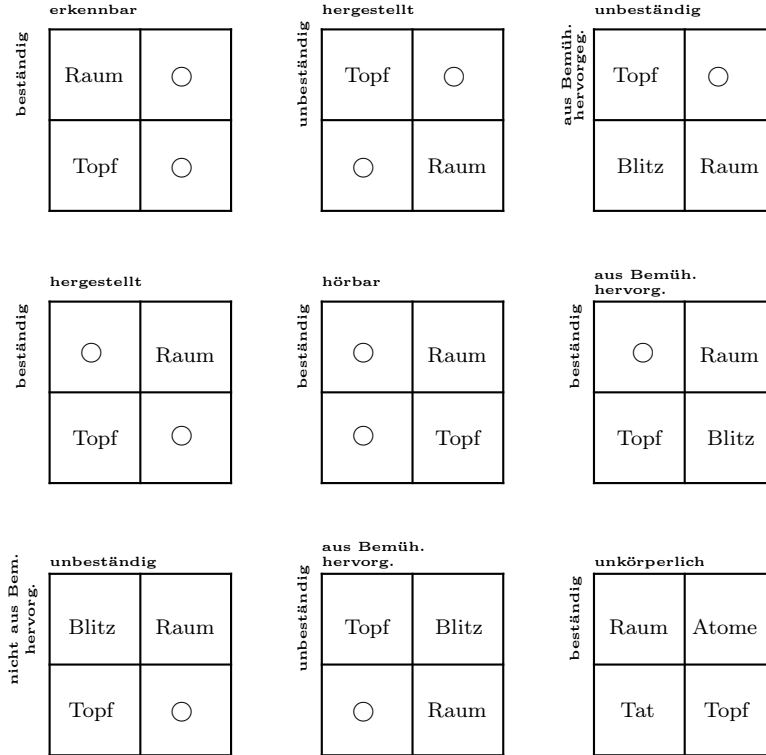 erkennbar
beständig
Raum
Topf
hergestellt
unbeständig
Topf
Raum
unbeständig
aus Bemüh.
hervorgeg.
Topf
Blitz Raum
hergestellt
beständig
Raum
Topf
hörbar
beständig
Raum
Topf
aus Bemüh.
hervorg.
beständig
Raum
Topf Blitz
unbeständig
nicht aus Bem.
hervorg.
Blitz Raum
Topf
aus Bemüh.
hervorg.
unbeständig
Topf Blitz
Raum
unkörperlich
beständig
Raum Atome
Tat Topf